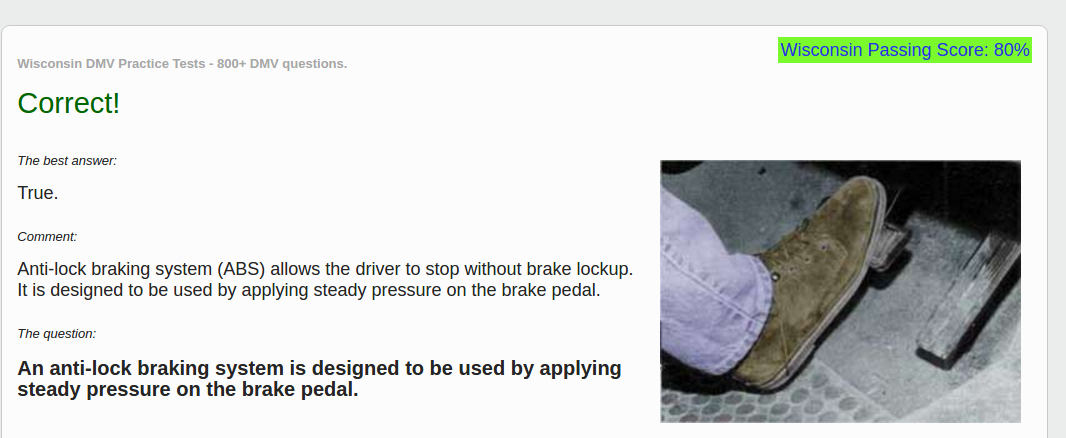 Wisconsin Passing Score: 80%
Wisconsin DMV Practice Tests - 800+ DMV questions.
Correct!
The best answer:
True.
Comment:
Anti-lock braking system (ABS) allows the driver to stop without brake lockup.
It is designed to be used by applying steady pressure on the brake pedal.
The question:
An anti-lock braking system is designed to be used by applying
steady pressure on the brake pedal.